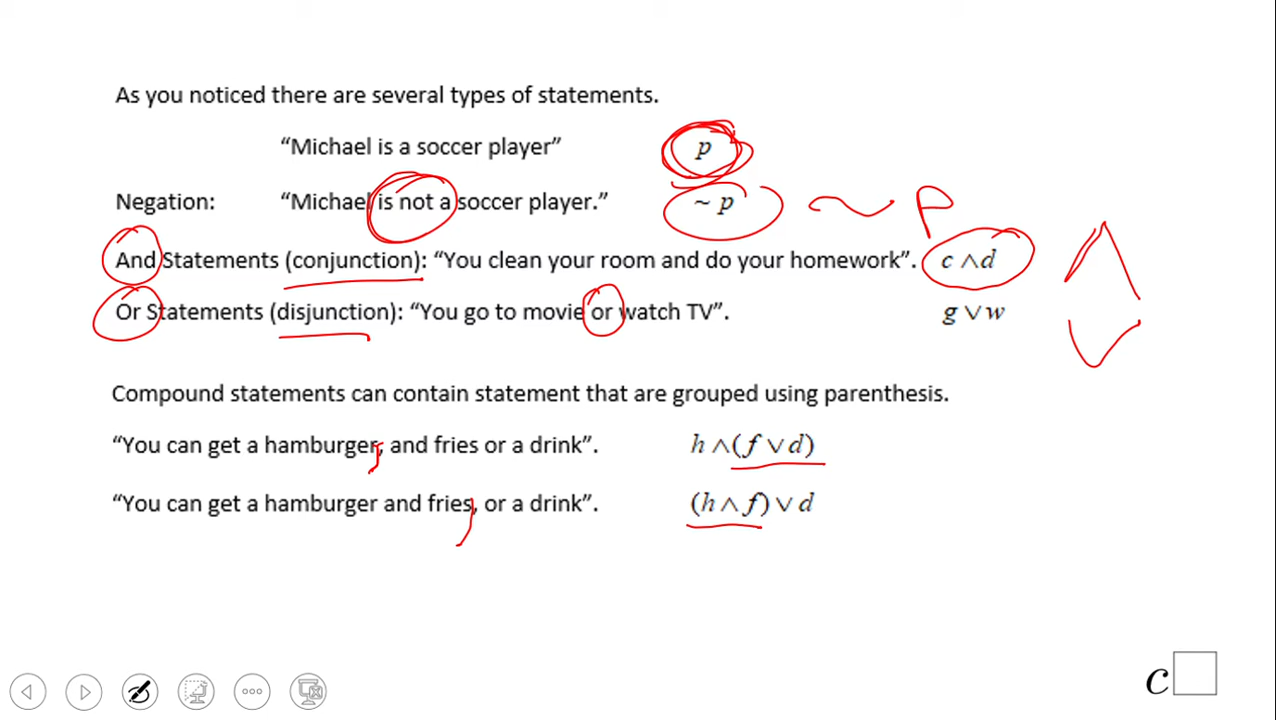 As you noticed there are several types of statements.
“Michael is a soccer player” p
Negation: “Michael is not a soccer player.” ~ p ~ P
And Statements (conjunction): “You clean your room and do your homework”. c ∧ d ∧
Or Statements (disjunction): “You go to movie or watch TV”. g ∨ w ∨
Compound statements can contain statement that are grouped using parenthesis.
“You can get a hamburger, and fries or a drink”. h ∧ (f ∨ d)
“You can get a hamburger and fries, or a drink”. (h ∧ f) ∨ d
c